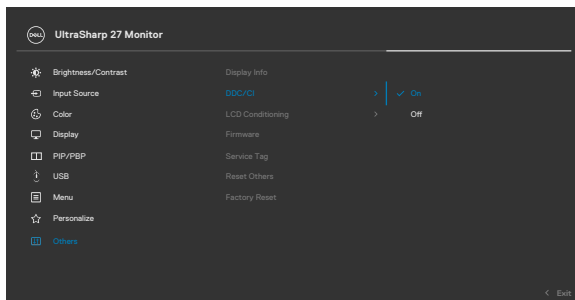 DELL UltraSharp 27 Monitor
Brightness/Contrast
Display Info
Input Source
DDC/CI
On
Color
LCD Conditioning
Off
Display
Firmware
PIP/PBP
Service Tag
USB
Reset Others
Menu
Factory Reset
Personalize
Others
Exit